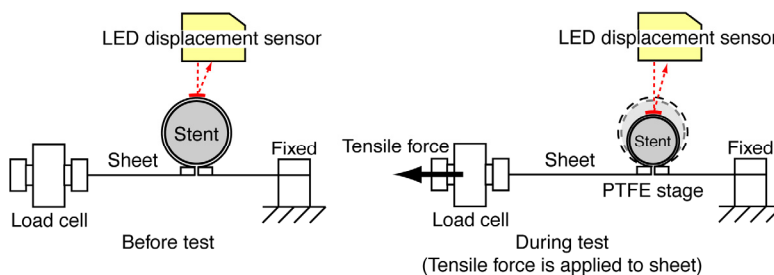 LED displacement sensor
Stent
Sheet
Fixed
Load cell
Before test
LED displacement sensor
Tensile force
Stent
Sheet
Fixed
PTFE stage
Load cell
During test
(Tensile force is applied to sheet)